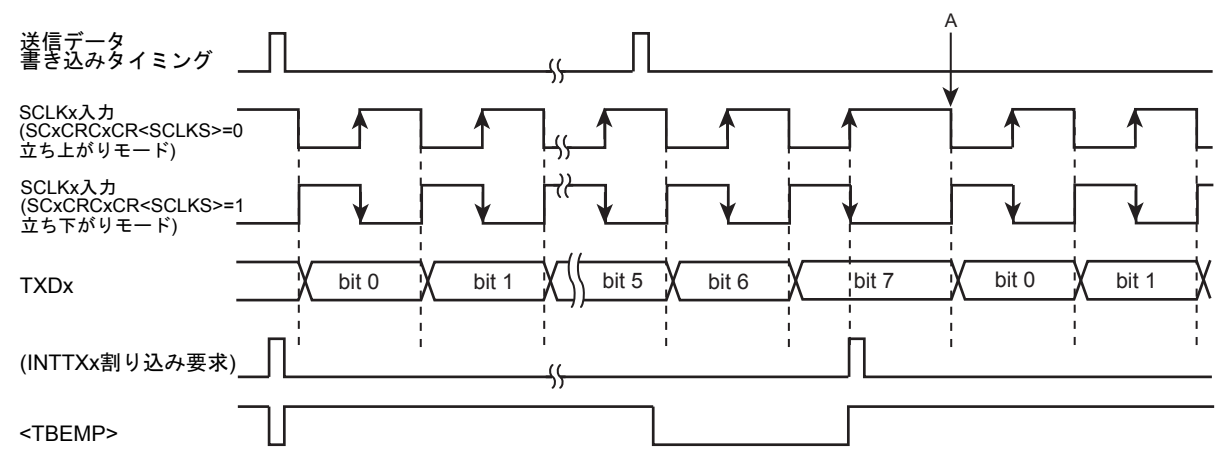 A
送信データ
書き込みタイミング
SCLKx入力
(SCxCRCxCR<SCLKS>=0
立ち上がりモード)
SCLKx入力
(SCxCRCxCR<SCLKS>=1
立ち下がりモード)
TXDx bit 0 bit 1 bit 5 bit 6 bit 7 bit 0 bit 1
(INTTXx割り込み要求)
<TBEMP>